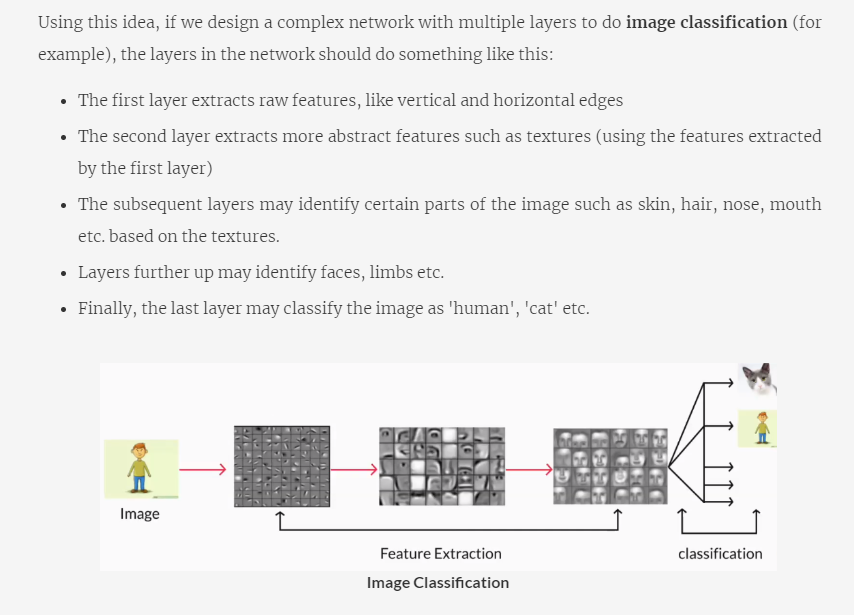 Using this idea, if we design a complex network with multiple layers to do image classification (for
example), the layers in the network should do something like this:
• The first layer extracts raw features, like vertical and horizontal edges
• The second layer extracts more abstract features such as textures (using the features extracted
by the first layer)
• The subsequent layers may identify certain parts of the image such as skin, hair, nose, mouth
etc. based on the textures.
• Layers further up may identify faces, limbs etc.
• Finally, the last layer may classify the image as 'human', 'cat' etc.
Image
Feature Extraction
classification
Image Classification